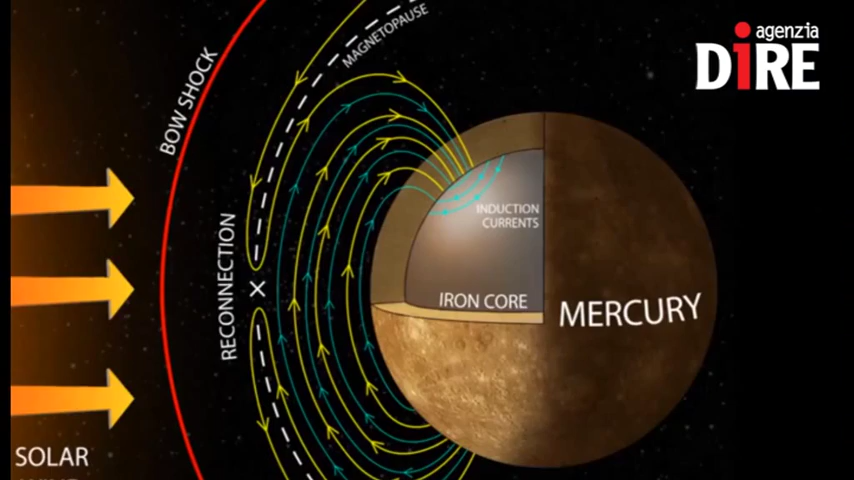 agenzia
DiRE
MAGNETOPAUSE
BOW SHOCK
RECONNECTION
INDUCTION
CURRENTS
IRON CORE
MERCURY
SOLAR